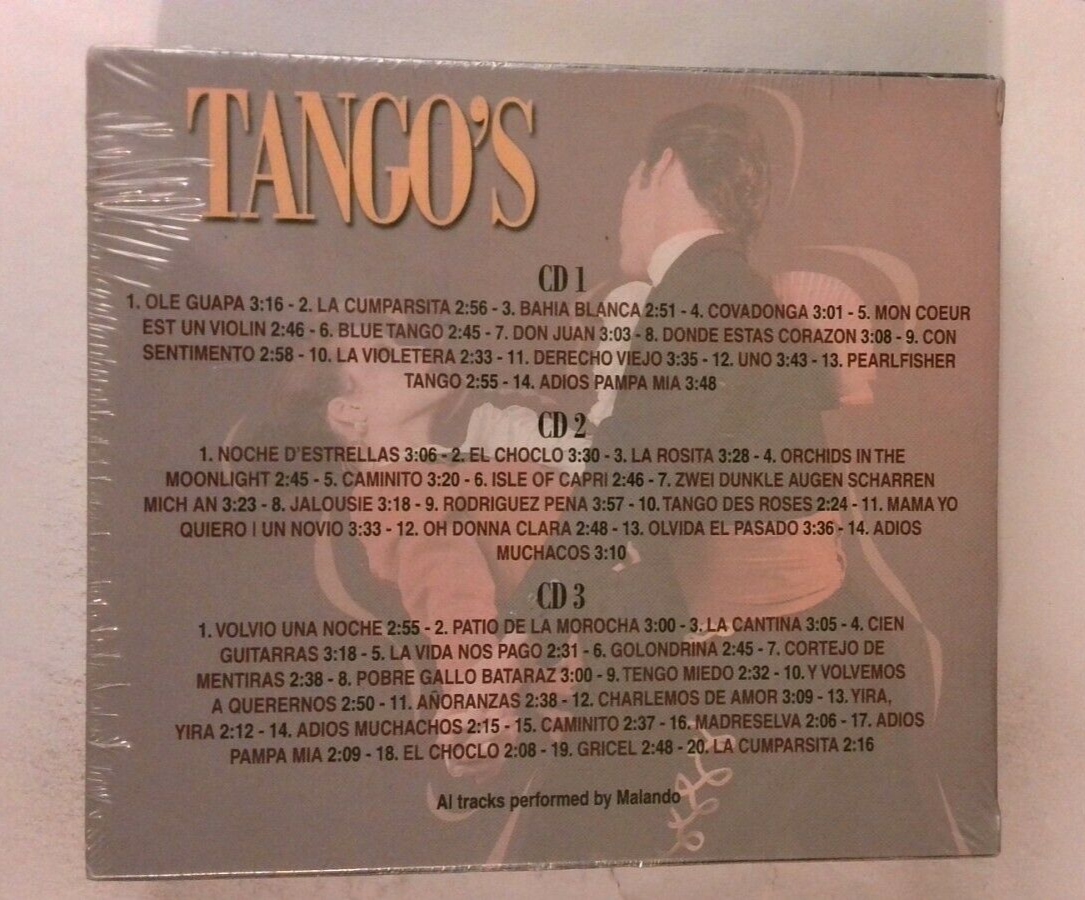 TANGO'S
CD 1
1. OLE GUAPA 3:16 - 2. LA CUMPARSITA 2:56 - 3. BAHIA BLANCA 2:51 - 4. COVADONGA 3:01 - 5. MON COEUR
EST UN VIOLIN 2:46 - 6. BLUE TANGO 2:45 - 7. DON JUAN 3:03 - 8. DONDE ESTAS CORAZON 3:08 - 9. CON
SENTIMENTO 2:58 - 10. LA VIOLETERA 2:33 - 11. DERECHO VIEJO 3:35 - 12. UNO 3:43 - 13. PEARLFISHER
TANGO 2:55 - 14. ADIOS PAMPA MIA 3:48
CD 2
1. NOCHE D'ESTRELLAS 3:06 - 2. EL CHOCLO 3:30 - 3. LA ROSITA 3:28 - 4. ORCHIDS IN THE
MOONLIGHT 2:45 - 5. CAMINITO 3:20 - 6. ISLE OF CAPRI 2:46 - 7. ZWEI DUNKLE AUGEN SCHARREN
MICH AN 3:23 - 8. JALOUSIE 3:18 - 9. RODRIGUEZ PENA 3:57 - 10. TANGO DES ROSES 2:24 - 11. MAMA YO
QUIERO I UN NOVIO 3:33 - 12. OH DONNA CLARA 2:48 - 13. OLVIDA EL PASADO 3:36 - 14. ADIOS
MUCHACOS 3:10
CD 3
1. VOLVIO UNA NOCHE 2:55 - 2. PATIO DE LA MOROCHA 3:00 - 3. LA CANTINA 3:05 - 4. CIEN
GUITARRAS 3:18 - 5. LA VIDA NOS PAGO 2:31 - 6. GOLONDRINA 2:45 - 7. CORTEJO DE
MENTIRAS 2:38 - 8. POBRE GALLO BATARAZ 3:00 - 9. TENGO MIEDO 2:32 - 10. Y VOLVEMOS
A QUERERNOS 2:50 - 11. AÑORANZAS 2:38 - 12. CHARLEMOS DE AMOR 3:09 - 13. YIRA,
YIRA 2:12 - 14. ADIOS MUCHACHOS 2:15 - 15. CAMINITO 2:37 - 16. MADRESELVA 2:06 - 17. ADIOS
PAMPA MIA 2:09 - 18. EL CHOCLO 2:08 - 19. GRICEL 2:48 - 20. LA CUMPARSITA 2:16
Al tracks performed by Malando